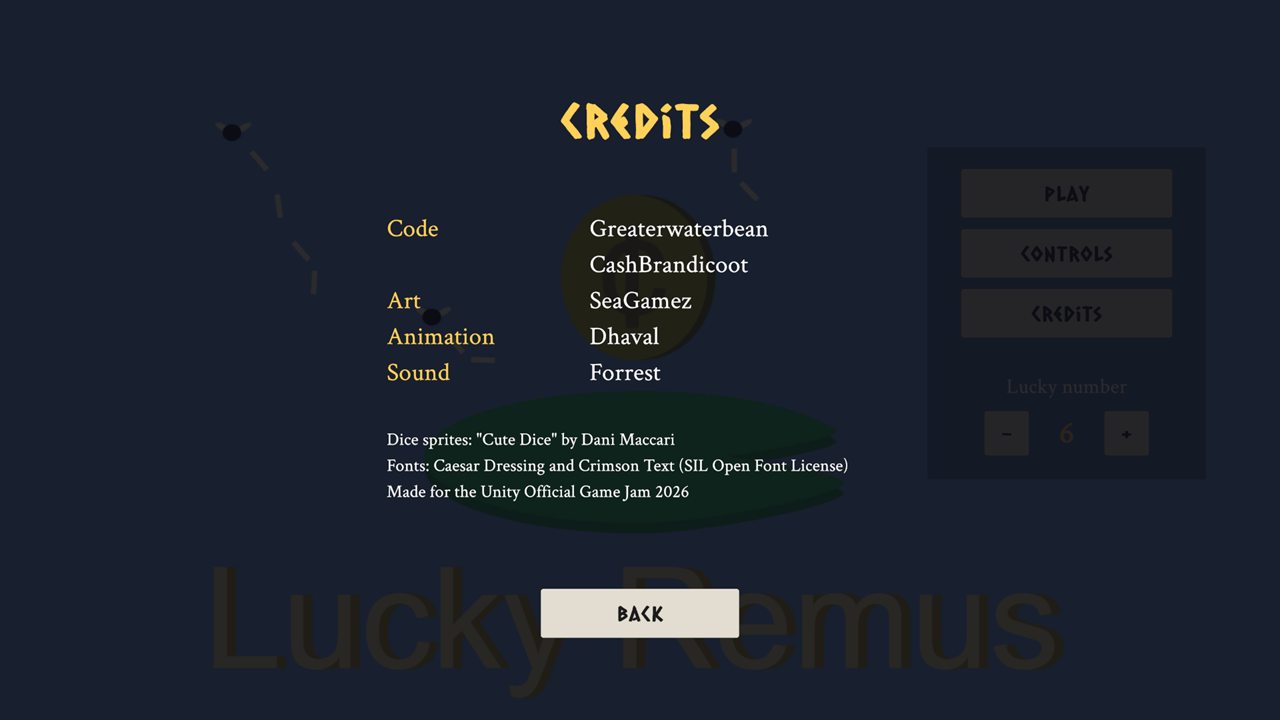 CREDITS
Code Greaterwaterbean
CashBrandicoot
Art SeaGamez
Animation Dhaval
Sound Forrest
Dice sprites: "Cute Dice" by Dani Maccari
Fonts: Caesar Dressing and Crimson Text (SIL Open Font License)
Made for the Unity Official Game Jam 2026
BACK
PLAY
CONTROLS
CREDITS
Lucky number
- 6 +
Lucky Remus